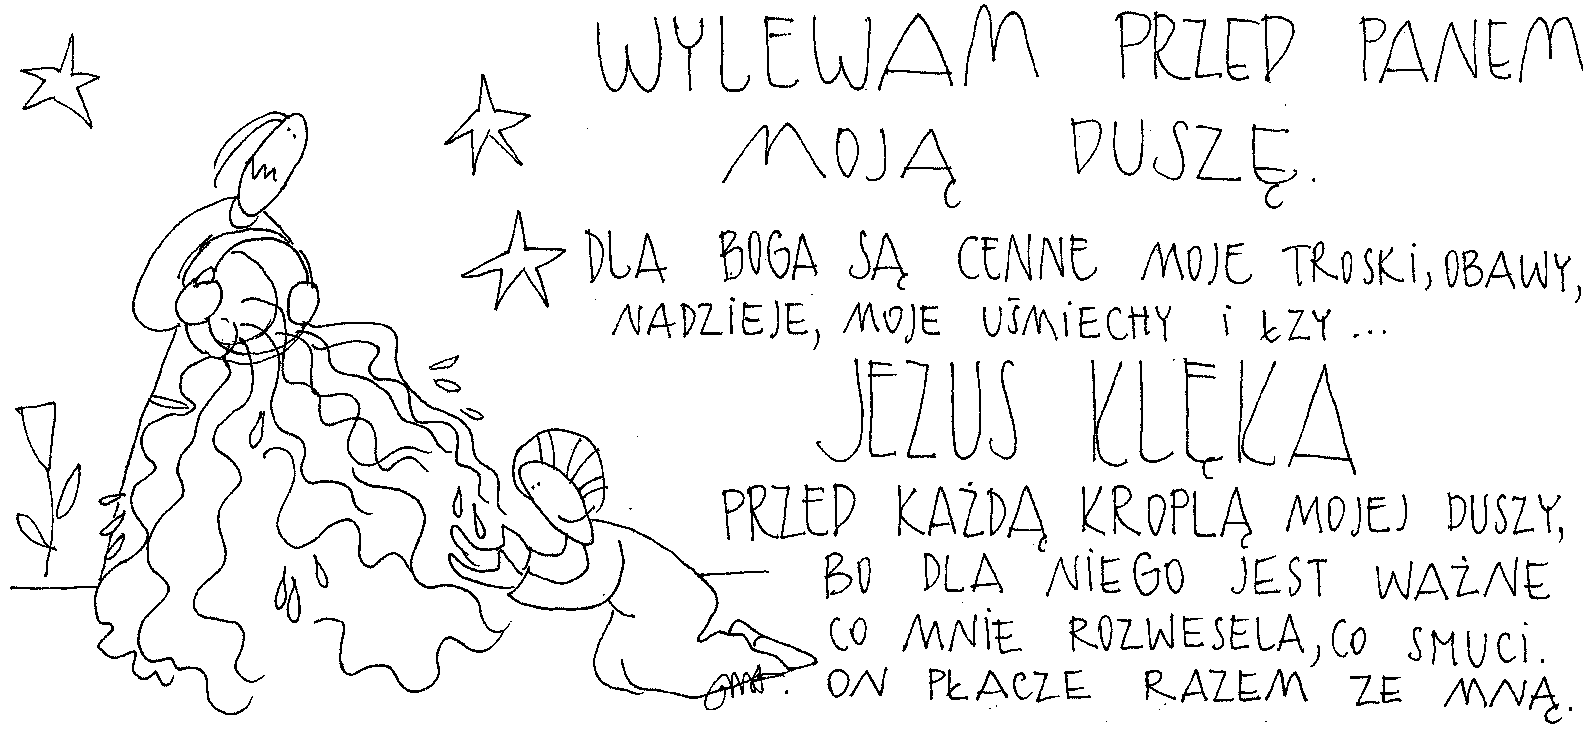 WYLEWAM PRZED PANEM
MOJĄ DUSZĘ.
DLA BOGA SĄ CENNE MOJE TROSKI, OBAWY,
NADZIEJE, MOJE UŚMIECHY I ŁZY...
JEZUS KLĘKA
PRZED KAŻDĄ KROPLĄ MOJEJ DUSZY,
BO DLA NIEGO JEST WAŻNE
CO MNIE ROZWESELA, CO SMUCI.
ON PŁACZE RAZEM ZE MNĄ.